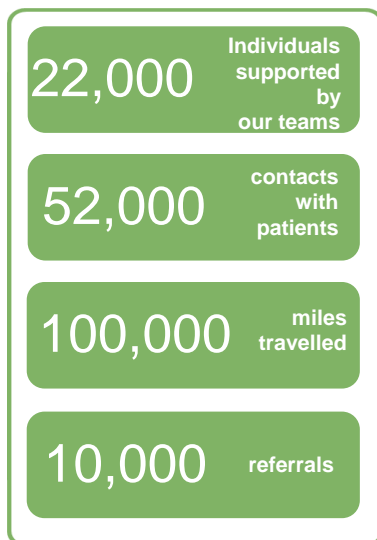 22,000
Individuals
supported
by
our teams
52,000
contacts
with
patients
100,000
miles
travelled
10,000
referrals